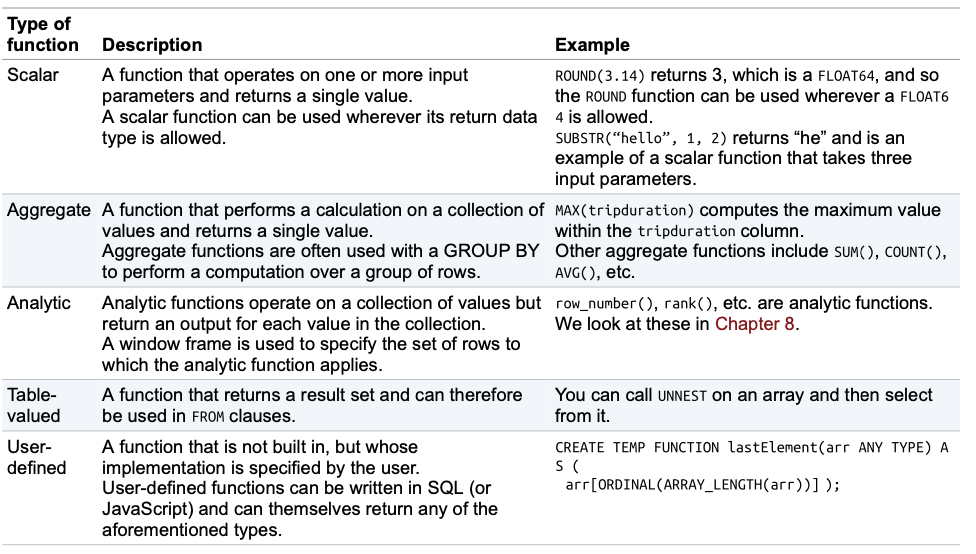 Type of
function Description Example
Scalar A function that operates on one or more input
parameters and returns a single value.
A scalar function can be used wherever its return data
type is allowed.
ROUND(3.14) returns 3, which is a FLOAT64, and so
the ROUND function can be used wherever a FLOAT6
4 is allowed.
SUBSTR(“hello”, 1, 2) returns “he” and is an
example of a scalar function that takes three
input parameters.
Aggregate A function that performs a calculation on a collection of
values and returns a single value.
Aggregate functions are often used with a GROUP BY
to perform a computation over a group of rows.
MAX(tripduration) computes the maximum value
within the tripduration column.
Other aggregate functions include SUM(), COUNT(),
AVG(), etc.
Analytic Analytic functions operate on a collection of values but
return an output for each value in the collection.
A window frame is used to specify the set of rows to
which the analytic function applies.
row_number(), rank(), etc. are analytic functions.
We look at these in Chapter 8.
Table-
valued
A function that returns a result set and can therefore
be used in FROM clauses.
You can call UNNEST on an array and then select
from it.
User-
defined
A function that is not built in, but whose
implementation is specified by the user.
User-defined functions can be written in SQL (or
JavaScript) and can themselves return any of the
aforementioned types.
CREATE TEMP FUNCTION lastElement(arr ANY TYPE) A
S (
arr[ORDINAL(ARRAY_LENGTH(arr))] );